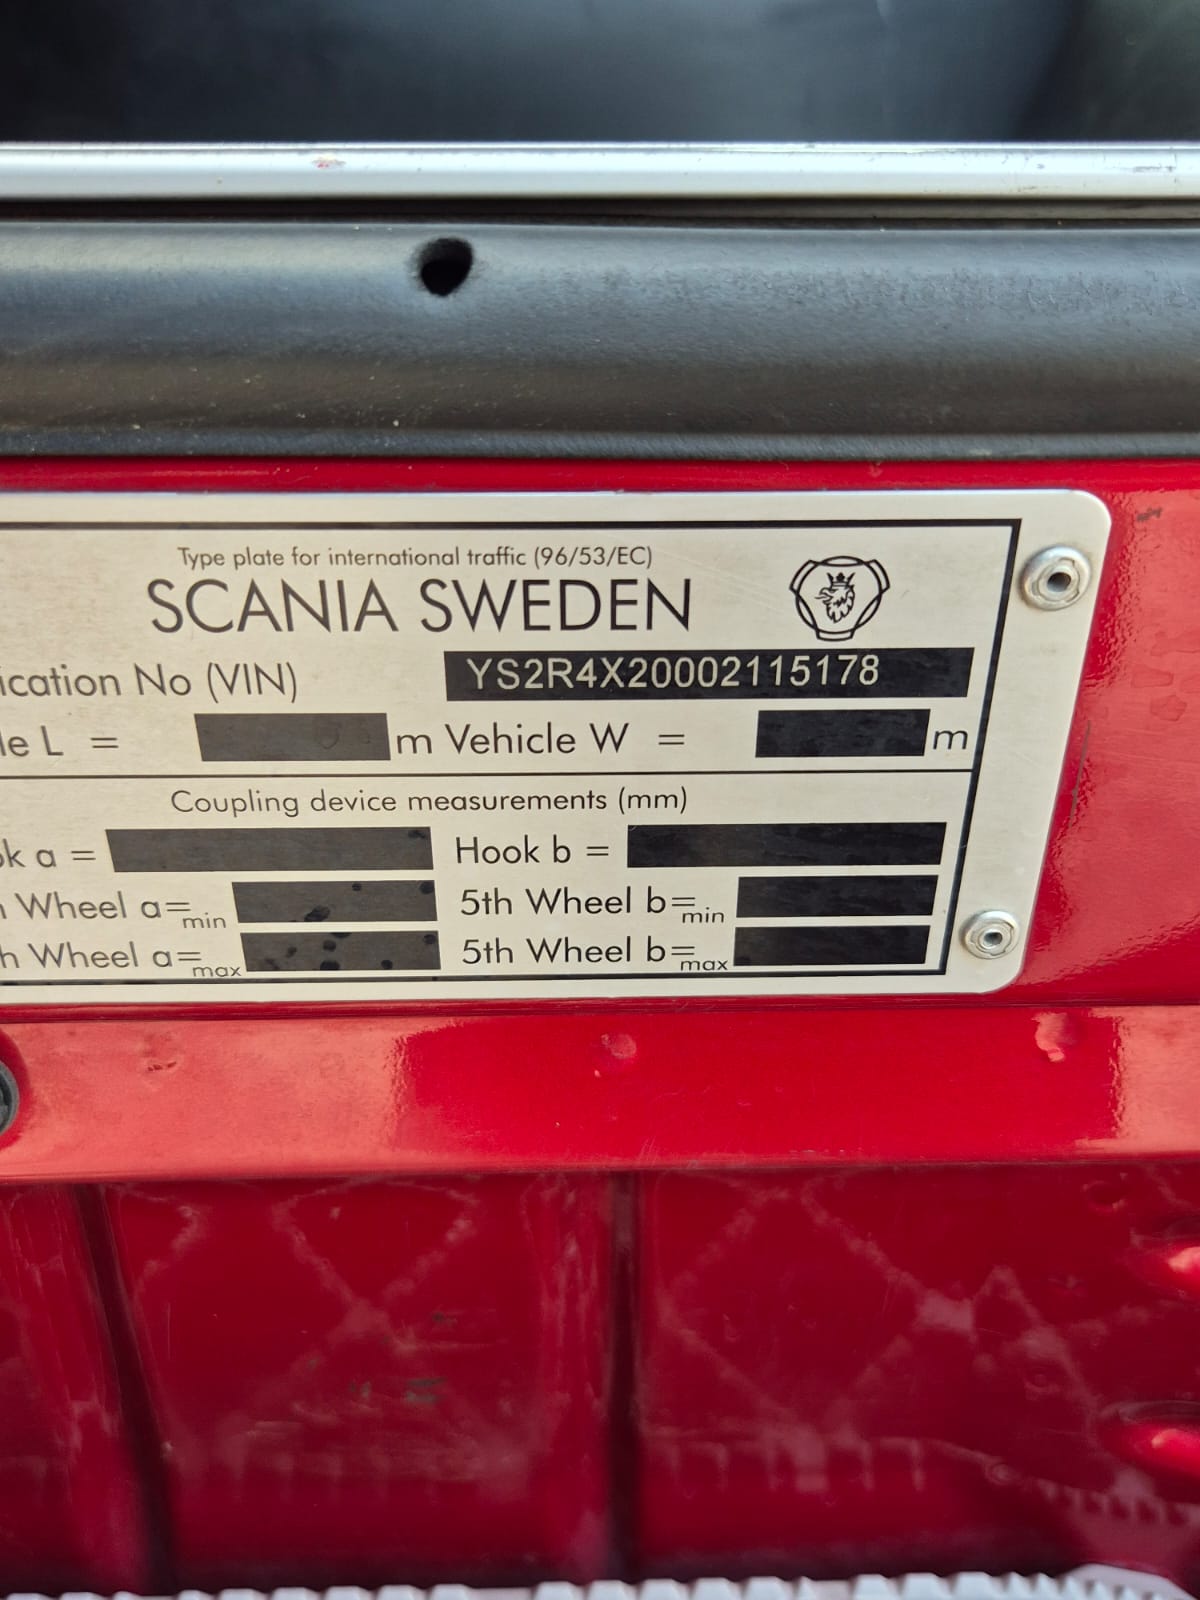 Type plate for international traffic (96/53/EC)
SCANIA SWEDEN
ication No (VIN) YS2R4X20002115178
le L = m Vehicle W = m
Coupling device measurements (mm)
k a = Hook b =
Wheel a= min 5th Wheel b= min
h Wheel a= max 5th Wheel b= max